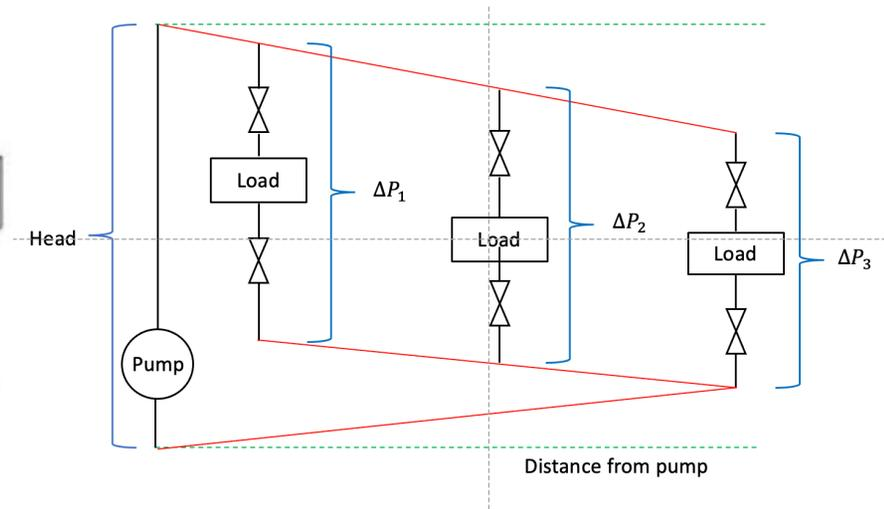 Head
Pump
Load
ΔP₁
Load
ΔP₂
Load
ΔP₃
Distance from pump